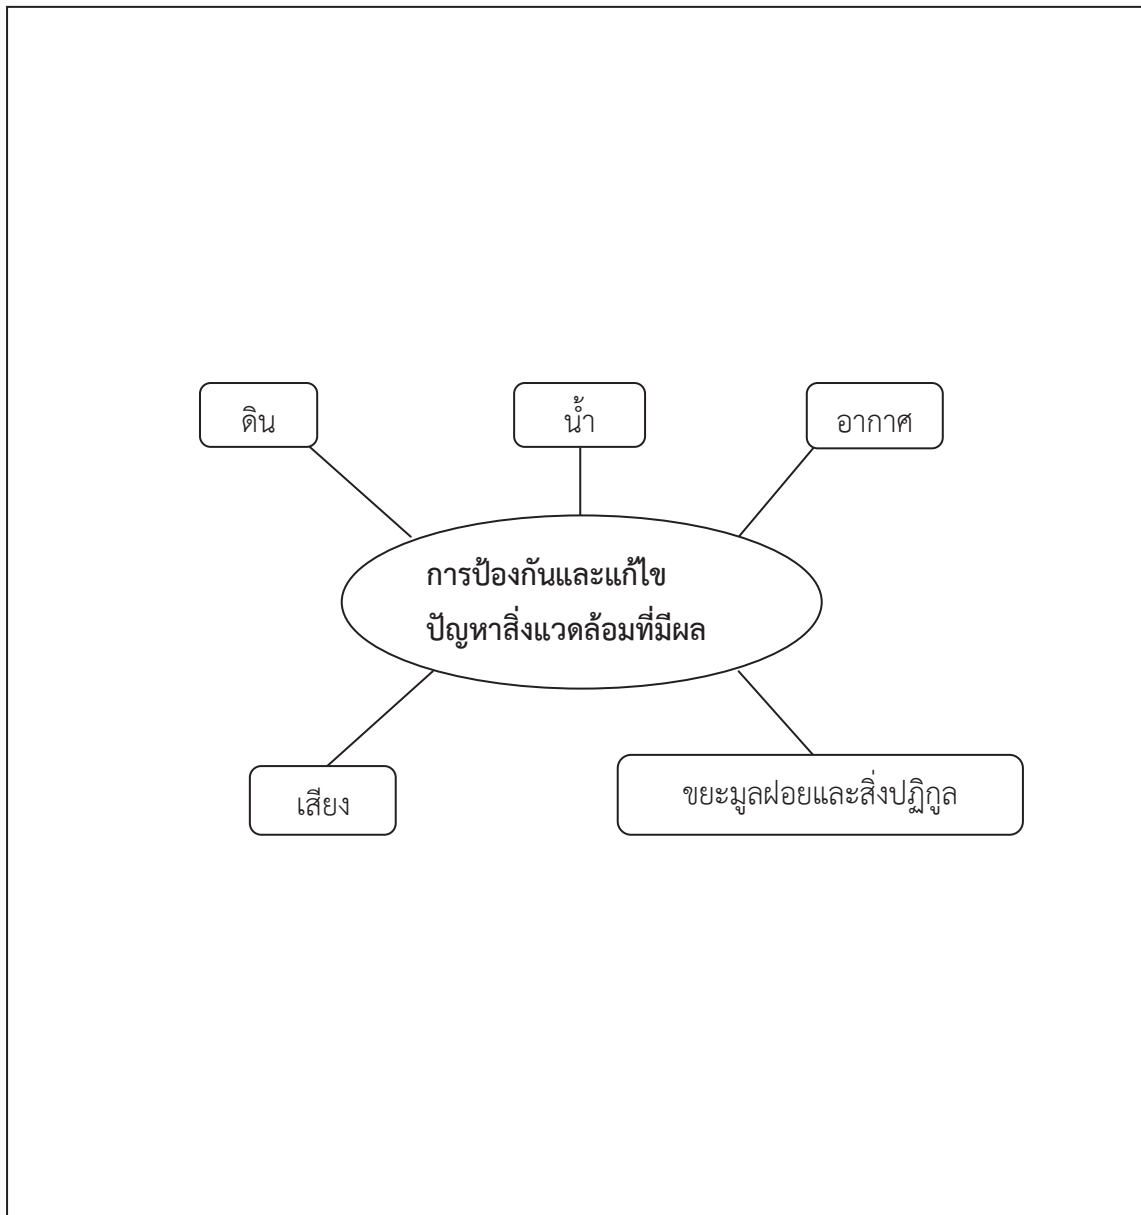 ดิน
น้ำ
อากาศ
การป้องกันและแก้ไข
ปัญหาสิ่งแวดล้อมที่มีผล
เสียง
ขยะมูลฝอยและสิ่งปฏิกูล